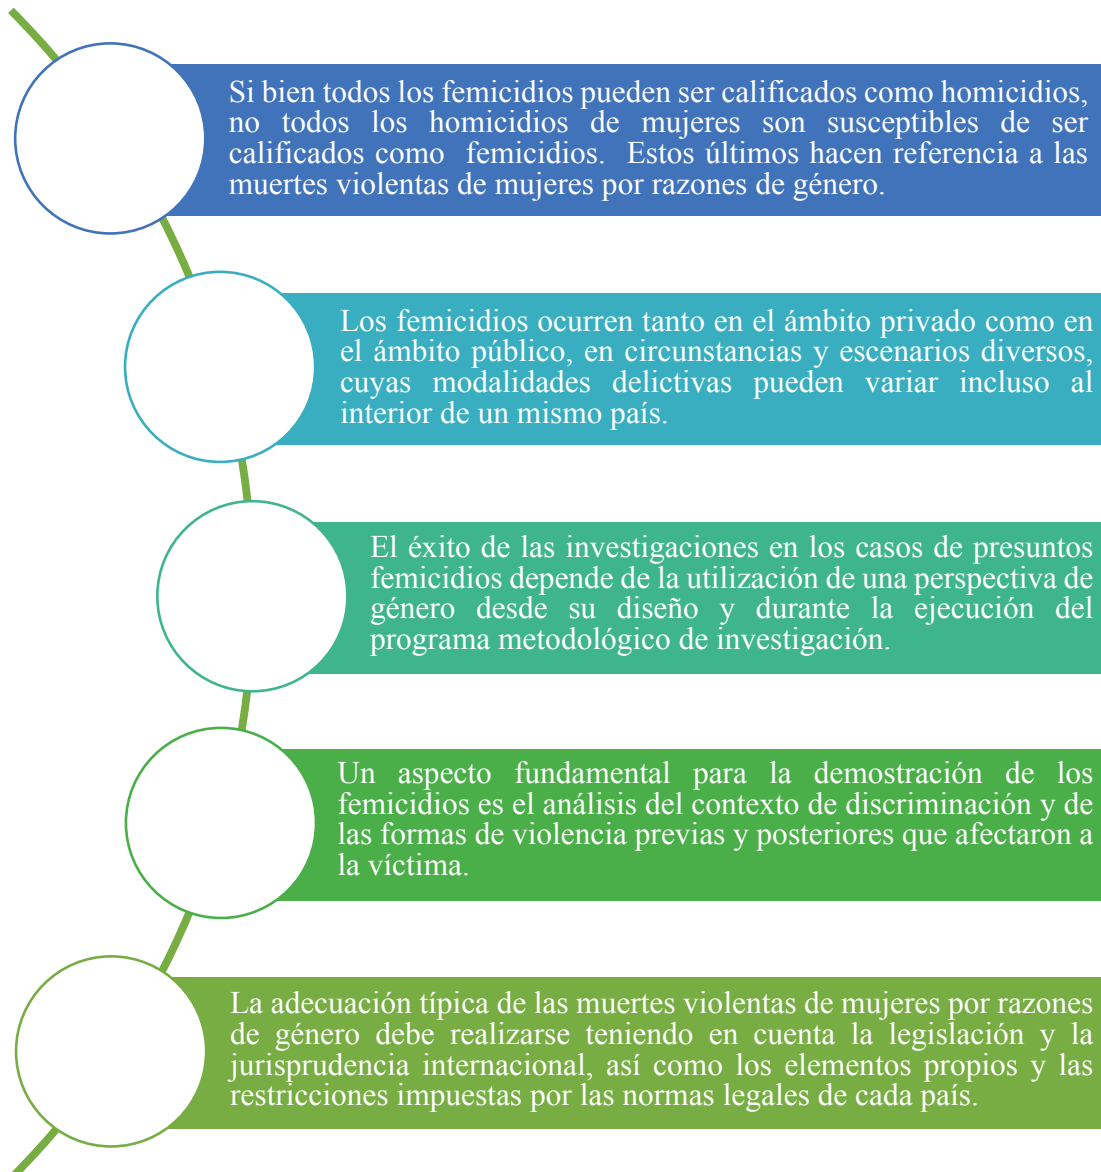 Si bien todos los femicidios pueden ser calificados como homicidios,
no todos los homicidios de mujeres son susceptibles de ser
calificados como femicidios. Estos últimos hacen referencia a las
muertes violentas de mujeres por razones de género.
Los femicidios ocurren tanto en el ámbito privado como en
el ámbito público, en circunstancias y escenarios diversos,
cuyas modalidades delictivas pueden variar incluso al
interior de un mismo país.
El éxito de las investigaciones en los casos de presuntos
femicidios depende de la utilización de una perspectiva de
género desde su diseño y durante la ejecución del
programa metodológico de investigación.
Un aspecto fundamental para la demostración de los
femicidios es el análisis del contexto de discriminación y de
las formas de violencia previas y posteriores que afectaron a
la víctima.
La adecuación típica de las muertes violentas de mujeres por razones
de género debe realizarse teniendo en cuenta la legislación y la
jurisprudencia internacional, así como los elementos propios y las
restricciones impuestas por las normas legales de cada país.